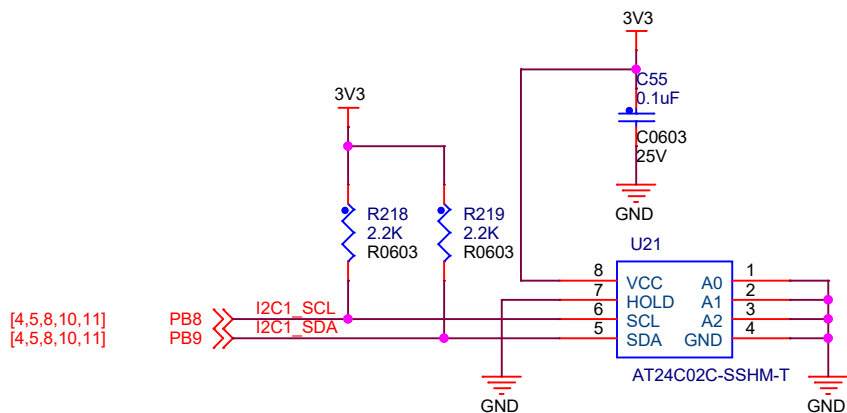 3V3
C55
0.1uF
C0603
25V
GND
3V3
R218
2.2K
R0603
R219
2.2K
R0603
U21
8 VCC A0 1
7 HOLD A1 2
6 SCL A2 3
5 SDA GND 4
AT24C02C-SSHM-T
[4,5,8,10,11] PB8 I2C1_SCL
[4,5,8,10,11] PB9 I2C1_SDA
GND
GND